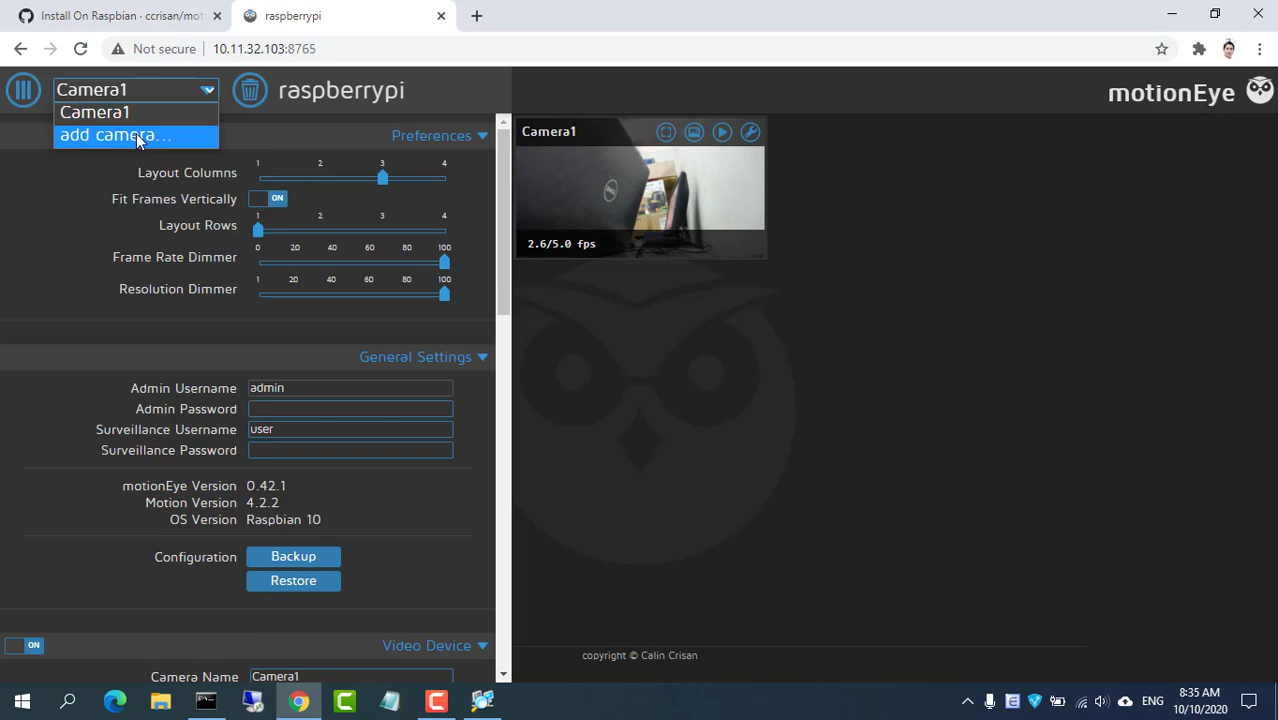 Install On Raspbian · ccrisan/mot
raspberrypi
Not secure
10.11.32.103:8765
Camera1
raspberrypi
motionEye
Camera1
add camera...
Preferences
Camera1
Layout Columns
1 2 3 4
Fit Frames Vertically
ON
Layout Rows
1 2 3 4
Frame Rate Dimmer
0 20 40 60 80 100
Resolution Dimmer
1 20 40 60 80 100
2.6/5.0 fps
General Settings
Admin Username
admin
Admin Password
Surveillance Username
user
Surveillance Password
motionEye Version 0.42.1
Motion Version 4.2.2
OS Version Raspbian 10
Configuration
Backup
Restore
ON
Video Device
copyright © Calin Crisan
Camera Name
Camera1
ENG
8:35 AM
10/10/2020